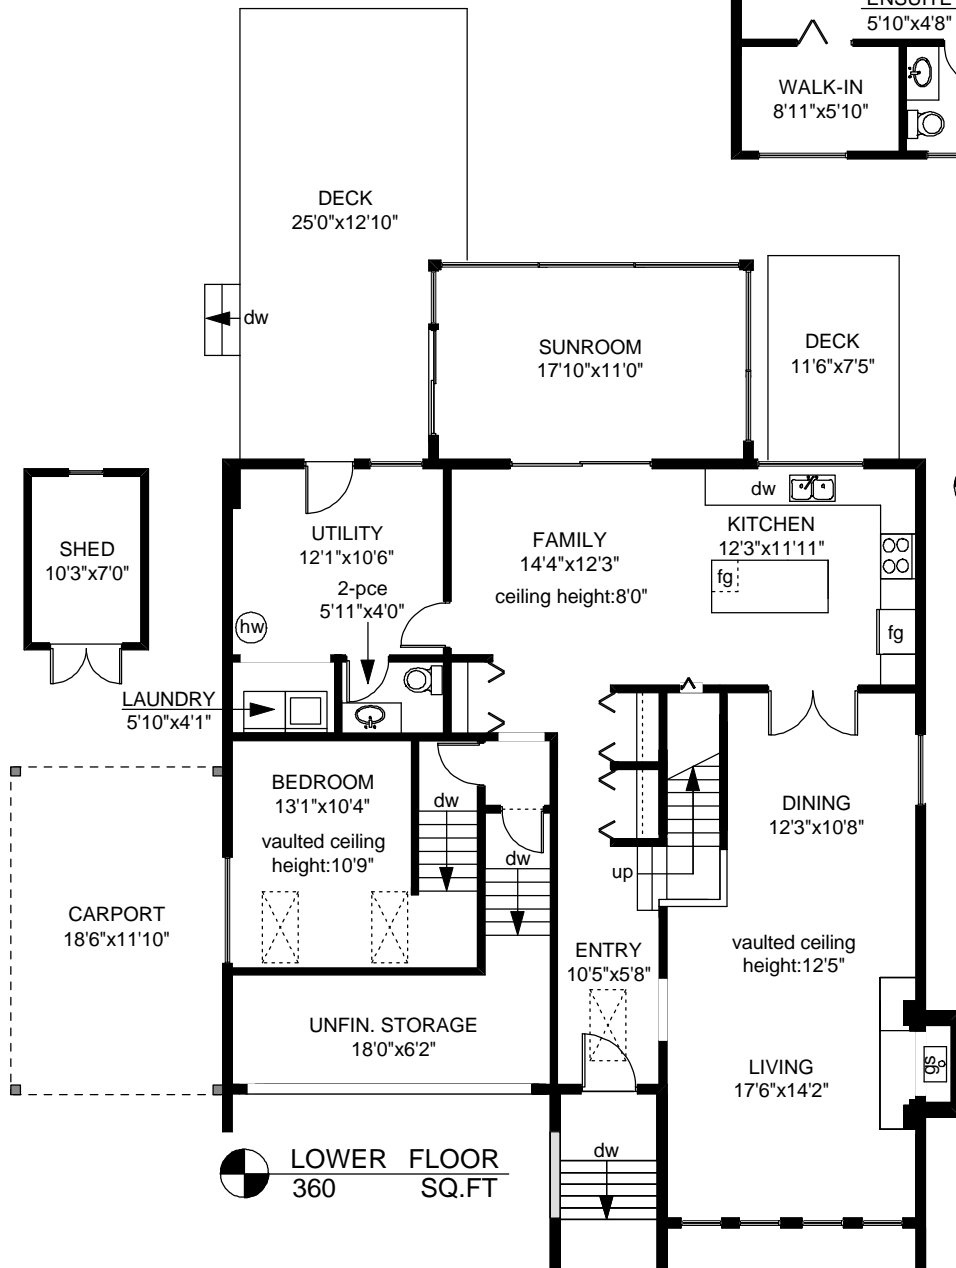 ENSUITE
5'10"x4'8"
WALK-IN
8'11"x5'10"
DECK
25'0"x12'10"
dw
SUNROOM
17'10"x11'0"
DECK
11'6"x7'5"
SHED
10'3"x7'0"
UTILITY
12'1"x10'6"
2-pce
5'11"x4'0"
hw
FAMILY
14'4"x12'3"
ceiling height:8'0"
dw
KITCHEN
12'3"x11'11"
fg
fg
LAUNDRY
5'10"x4'1"
BEDROOM
13'1"x10'4"
vaulted ceiling
height:10'9"
dw
dw
up
DINING
12'3"x10'8"
CARPORT
18'6"x11'10"
ENTRY
10'5"x5'8"
vaulted ceiling
height:12'5"
UNFIN. STORAGE
18'0"x6'2"
LIVING
17'6"x14'2"
gs
dw
LOWER FLOOR
360 SQ.FT